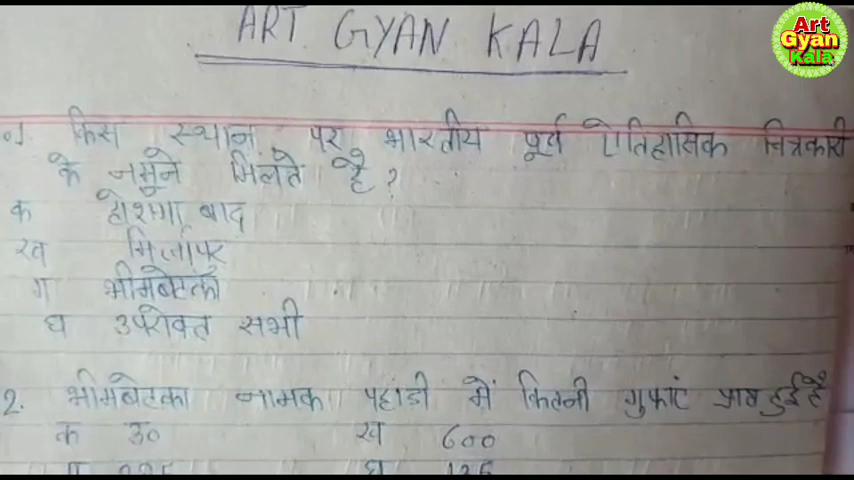 ART GYAN KALA
Art
Gyan
Kala
०1. किस स्थान पर भारतीय पूर्व ऐतिहासिक चित्रकारी
के नमूने मिलते है ?
क होशंगाबाद
ख मिर्जापुर
ग भीमबेटका
घ उपरोक्त सभी
2. भीमबेटका नामक पहाडी में कितनी गुफाएं प्राप्त हुई है
क 30 ख 600